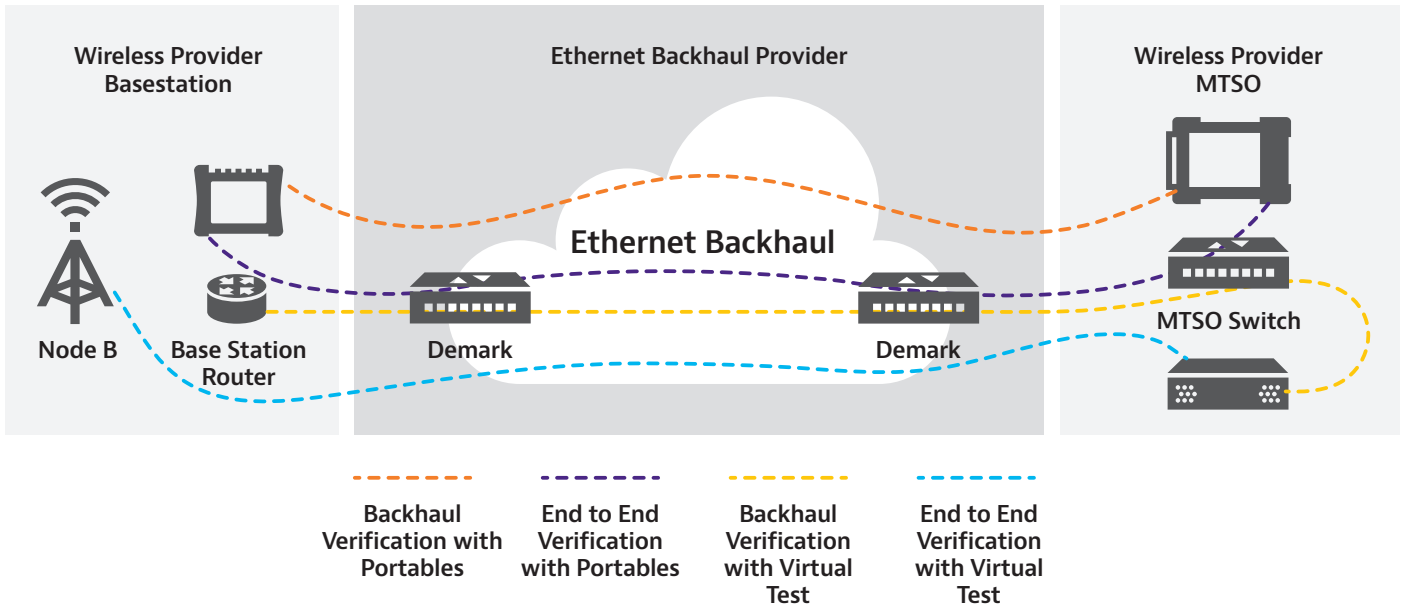 Wireless Provider
Basestation
Ethernet Backhaul Provider
Wireless Provider
MTSO
Ethernet Backhaul
Node B
Base Station
Router
Demark
Demark
MTSO Switch
Backhaul
Verification with
Portables
End to End
Verification
with Portables
Backhaul
Verification
with Virtual
Test
End to End
Verification
with Virtual
Test